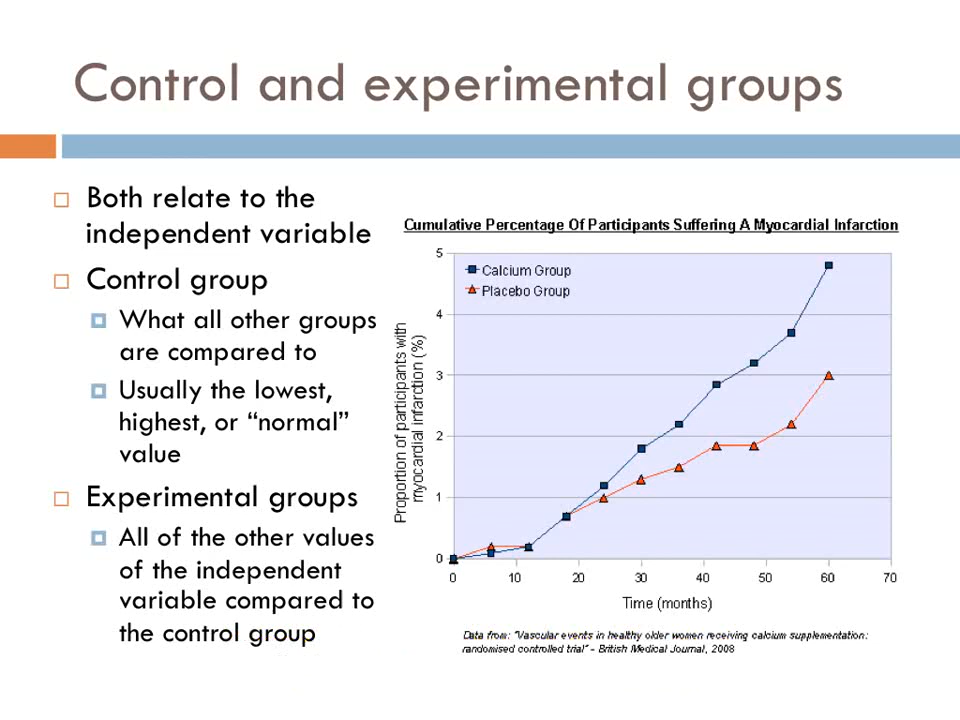 Control and experimental groups
Both relate to the
independent variable
Control group
What all other groups
are compared to
Usually the lowest,
highest, or “normal”
value
Experimental groups
All of the other values
of the independent
variable compared to
the control group
Cumulative Percentage Of Participants Suffering A Myocardial Infarction
Calcium Group
Placebo Group
Proportion of participants with
myocardial infarction (%)
5
4
3
2
1
0
0 10 20 30 40 50 60 70
Time (months)
Data from: "Vascular events in healthy older women receiving calcium supplementation:
randomised controlled trial" - British Medical Journal, 2008